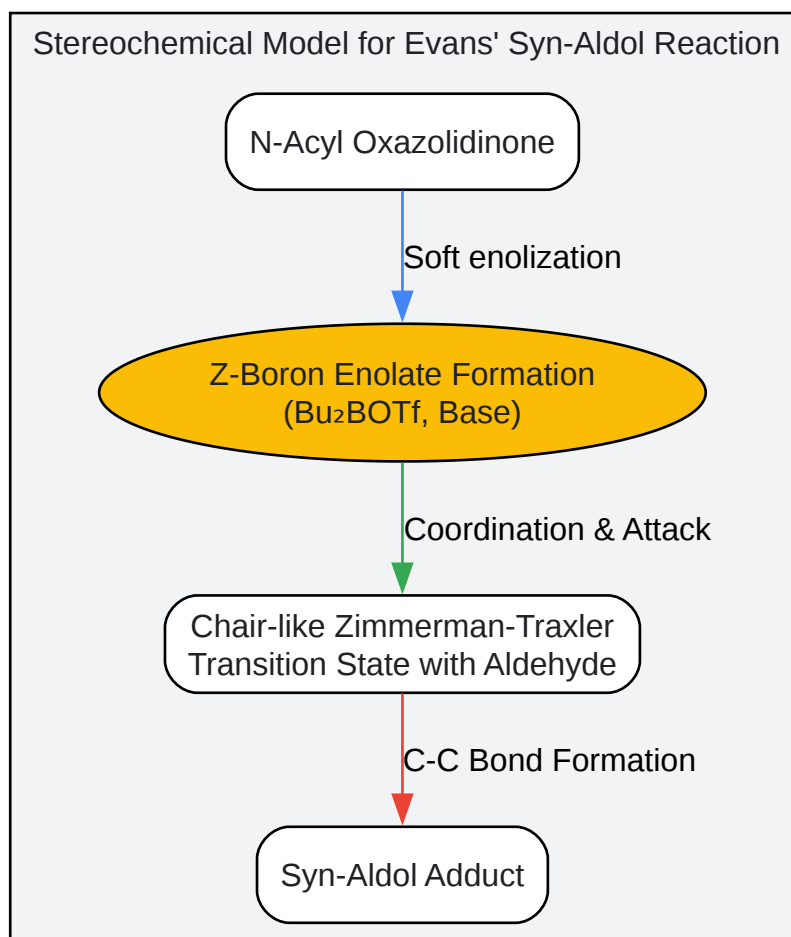 Stereochemical Model for Evans' Syn-Aldol Reaction
N-Acyl Oxazolidinone
Soft enolization
Z-Boron Enolate Formation
(Bu₂BOTf, Base)
Coordination & Attack
Chair-like Zimmerman-Traxler
Transition State with Aldehyde
C-C Bond Formation
Syn-Aldol Adduct